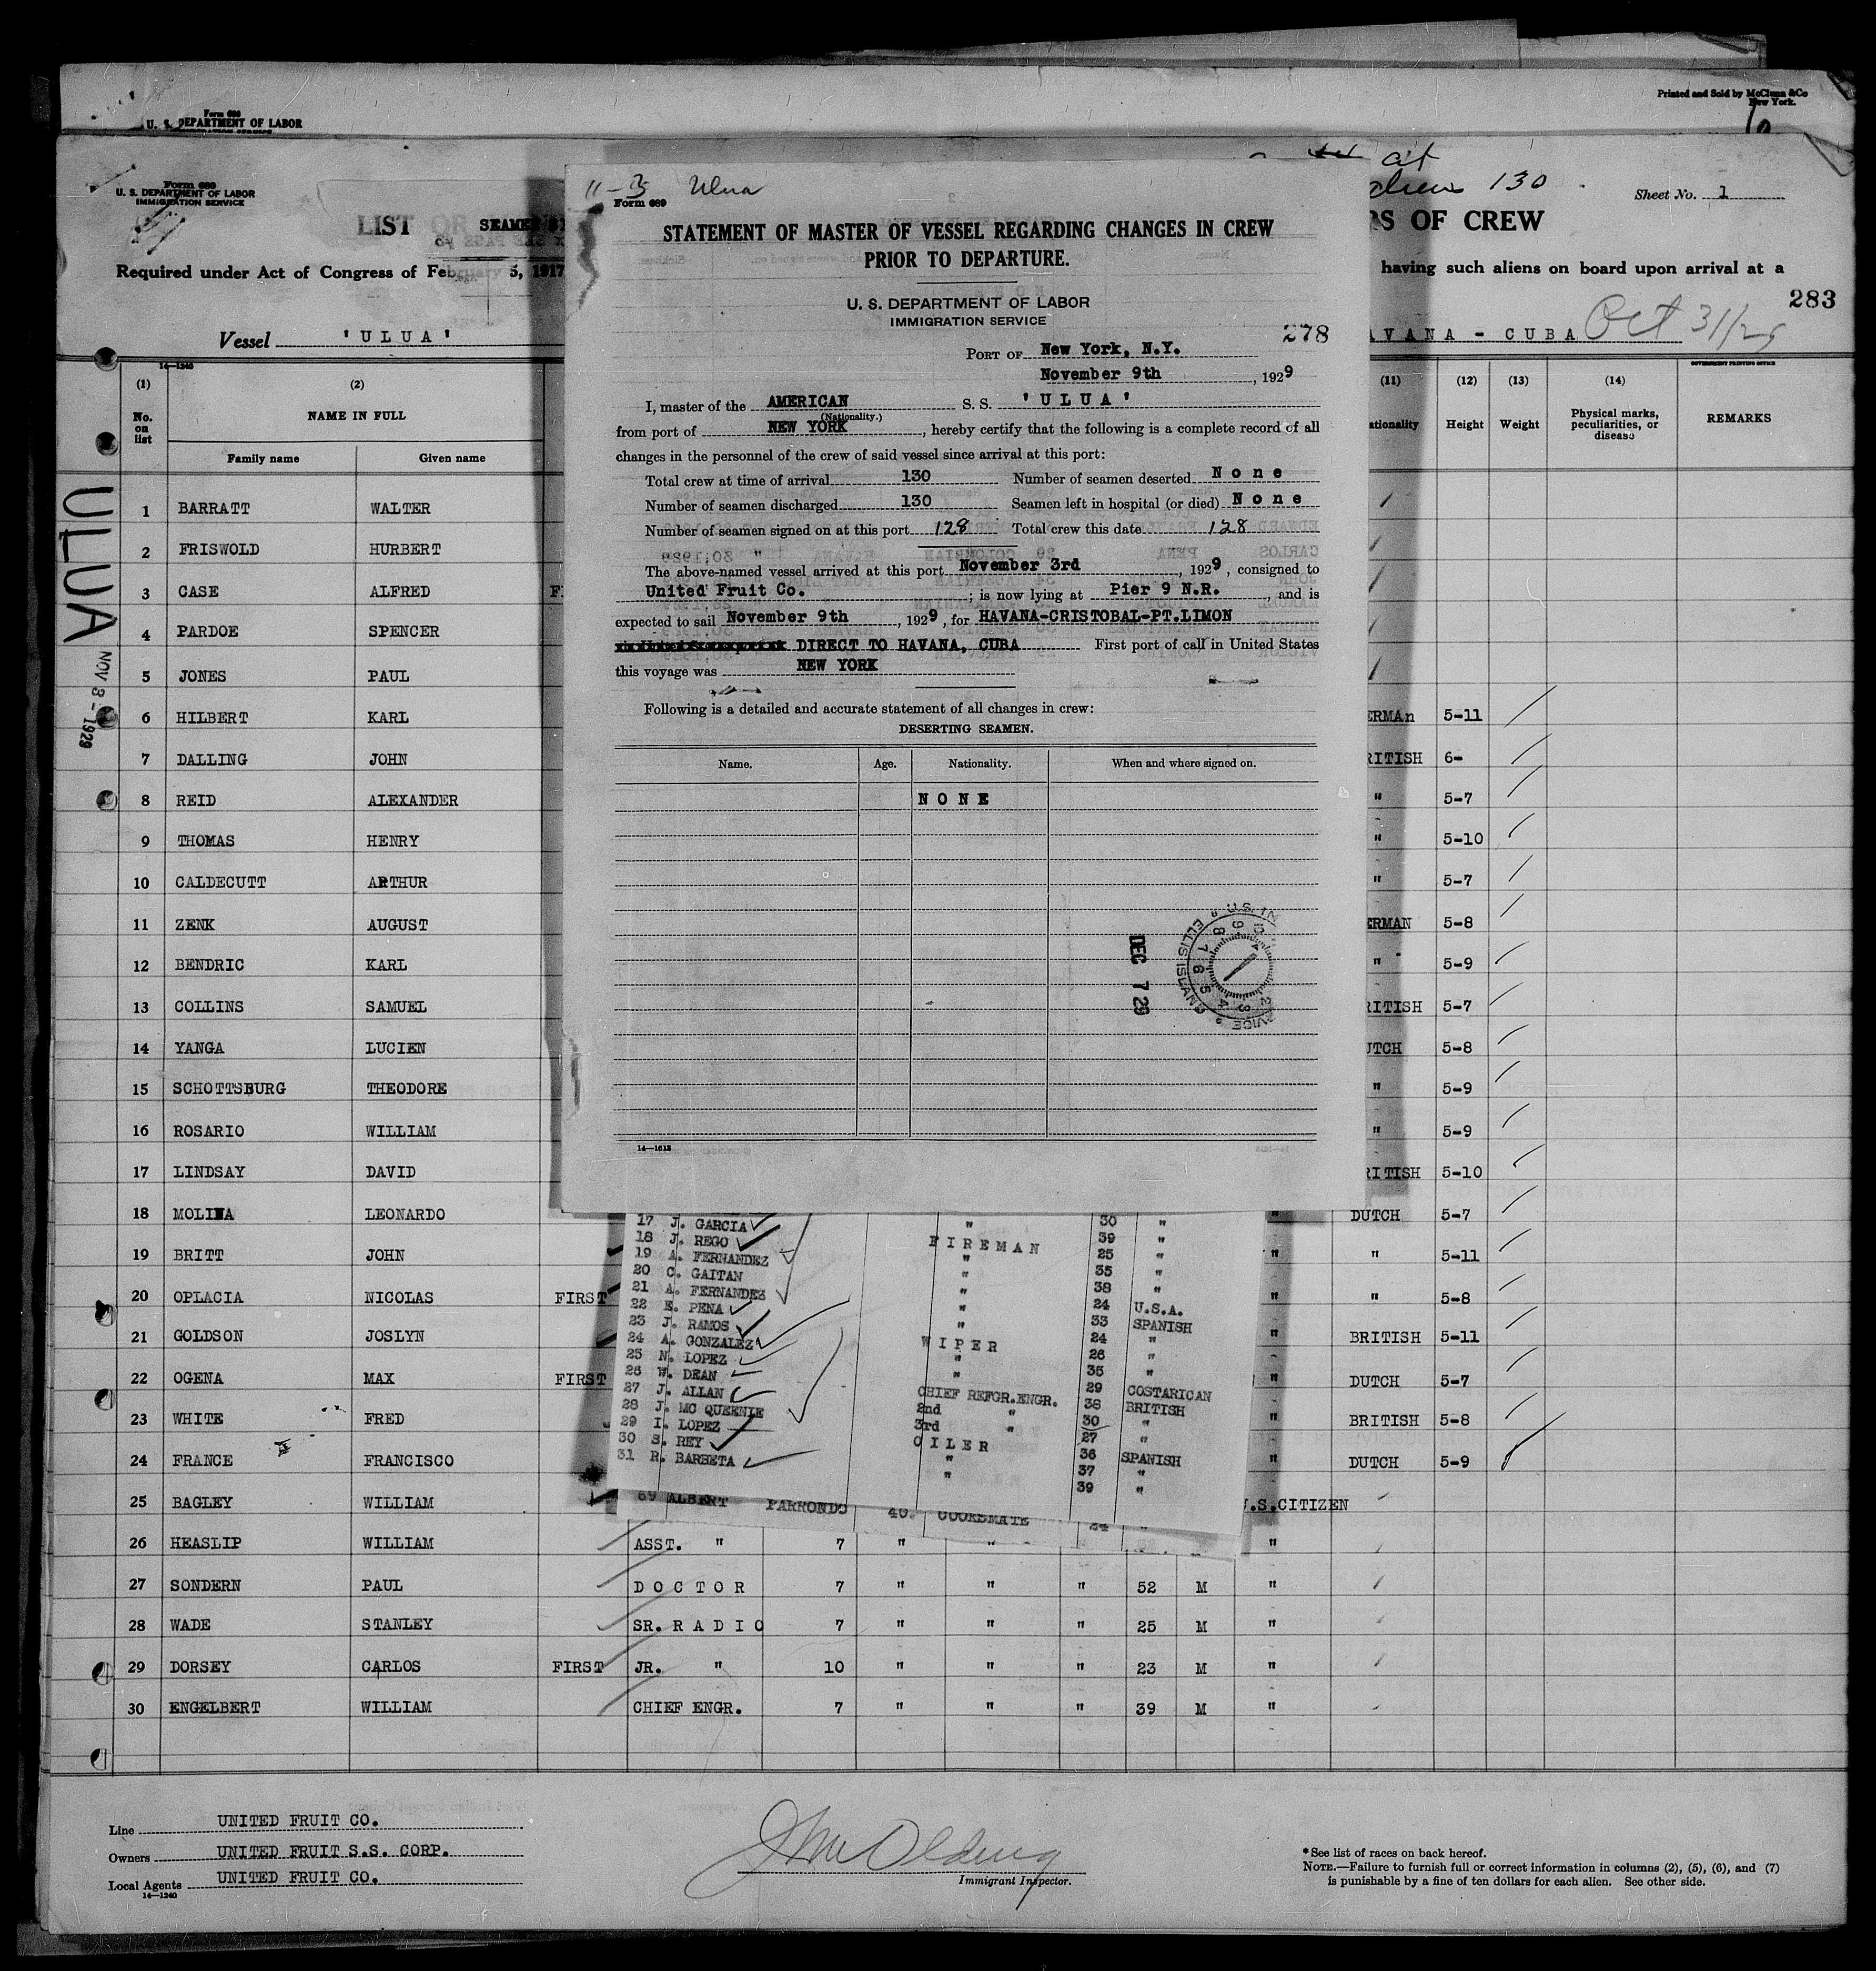 Form 689
U. S. DEPARTMENT OF LABOR
Printed and Sold by McClunn & Co
New York.
Form 689
U. S. DEPARTMENT OF LABOR
IMMIGRATION SERVICE
at
crew 130
Sheet No. 1
LIST OR
RS OF CREW
Required under Act of Congress of February 5, 1917
having such aliens on board upon arrival at a
283
Vessel 'ULUA'
AVANA - CUBA Oct 31/29
14—1240
GOVERNMENT PRINTING OFFICE
(1) (2) (11) (12) (13) (14)
No. on list
NAME IN FULL
Family name Given name
ationality Height Weight Physical marks, peculiarities, or disease REMARKS
ULUA
NOV 3 - 1929
1 BARRATT WALTER
2 FRISWOLD HURBERT
3 CASE ALFRED F
4 PARDOE SPENCER
5 JONES PAUL
6 HILBERT KARL ERMAn 5-11
7 DALLING JOHN RITISH 6-
8 REID ALEXANDER " 5-7
9 THOMAS HENRY " 5-10
10 CALDECUTT ARTHUR " 5-7
11 ZENK AUGUST ERMAN 5-8
12 BENDRIC KARL " 5-9
13 COLLINS SAMUEL RITISH 5-7
14 YANGA LUCIEN UTCH 5-8
15 SCHOTTSBURG THEODORE " 5-9
16 ROSARIO WILLIAM " 5-9
17 LINDSAY DAVID RITISH 5-10
18 MOLINA LEONARDO " DUTCH 5-7
19 BRITT JOHN " " 5-11
20 OPLACIA NICOLAS FIRST " " 5-8
21 GOLDSON JOSLYN " BRITISH 5-11
22 OGENA MAX FIRST " DUTCH 5-7
23 WHITE FRED " BRITISH 5-8
24 FRANCE FRANCISCO " DUTCH 5-9
25 BAGLEY WILLIAM U.S.CITIZEN
26 HEASLIP WILLIAM ASST. " 7 " " "
27 SONDERN PAUL DOCTOR 7 " " " 52 M "
28 WADE STANLEY SR. RADIO 7 " " " 25 M "
29 DORSEY CARLOS FIRST JR. " 10 " " " 23 M "
30 ENGELBERT WILLIAM CHIEF ENGR. 7 " " " 39 M "
Line UNITED FRUIT CO.
Owners UNITED FRUIT S.S. CORP.
Local Agents UNITED FRUIT CO.
14—1240
Immigrant Inspector.
* See list of races on back hereof.
NOTE.—Failure to furnish full or correct information in columns (2), (5), (6), and (7)
is punishable by a fine of ten dollars for each alien. See other side.
11-3 Ulua
Form 689
STATEMENT OF MASTER OF VESSEL REGARDING CHANGES IN CREW
PRIOR TO DEPARTURE.
U. S. DEPARTMENT OF LABOR
IMMIGRATION SERVICE
278
PORT OF New York, N.Y.
November 9th, 1929
I, master of the AMERICAN S. S. 'ULUA'
(Nationality.)
from port of NEW YORK, hereby certify that the following is a complete record of all
changes in the personnel of the crew of said vessel since arrival at this port:
Total crew at time of arrival 130 Number of seamen deserted None
Number of seamen discharged 130 Seamen left in hospital (or died) None
Number of seamen signed on at this port 128 Total crew this date 128
The above-named vessel arrived at this port November 3rd, 1929, consigned to
United Fruit Co.; is now lying at Pier 9 N.R., and is
expected to sail November 9th, 1929, for HAVANA-CRISTOBAL-PT.LIMON
DIRECT TO HAVANA, CUBA First port of call in United States
this voyage was NEW YORK
Following is a detailed and accurate statement of all changes in crew:
DESERTING SEAMEN.
Name. Age. Nationality. When and where signed on.
NONE
DEC 7 29
ELLIS ISLAND
14—1613
17 J. GARCIA " 30 "
18 J. REGO FIREMAN 39 "
19 A. FERNANDEZ " 25 "
20 C. GAITAN " 35 "
21 A. FERNANDEZ " 38 "
22 E. PENA " 24 U.S.A.
23 J. RAMOS " 33 SPANISH
24 A. GONZALEZ WIPER 24 "
25 N. LOPEZ " 26 "
26 W. DEAN " 35 "
27 J. ALLAN CHIEF REFGR.ENGR. 29 COSTARICAN
28 J. MC QUEENIE 2nd " 38 BRITISH
29 I. LOPEZ 3rd " 30 "
30 S. REY OILER 27 "
31 R. BARBETA " 36 SPANISH
" 37 "
39 "
69 ALBERT PARRONDO 40.